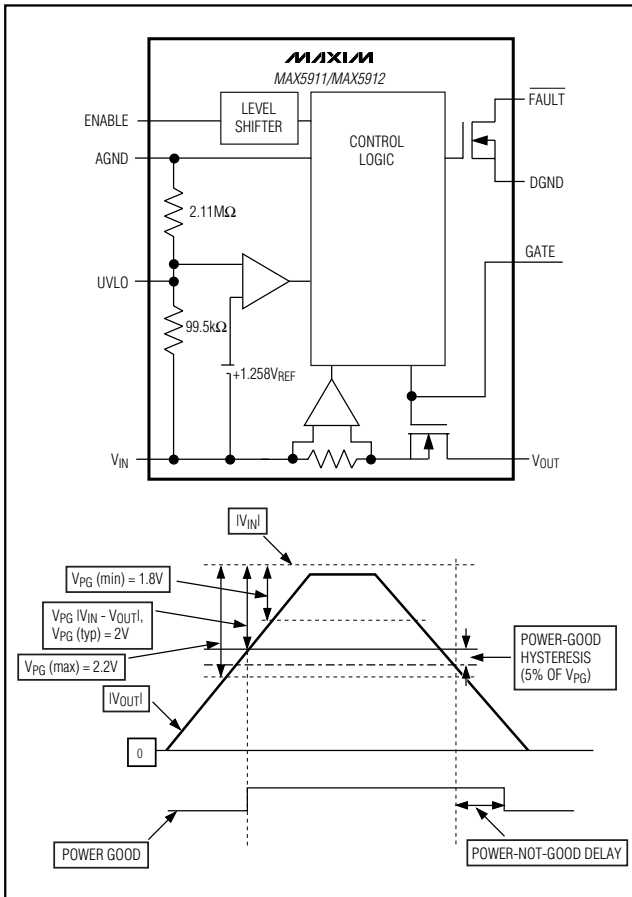 MAXIM
MAX5911/MAX5912
FAULT
LEVEL
SHIFTER
ENABLE
CONTROL
LOGIC
AGND
DGND
2.11MΩ
GATE
UVLO
99.5kΩ
+1.258VREF
VIN
VOUT
|VIN|
VPG (min) = 1.8V
VPG |VIN - VOUT|,
VPG (typ) = 2V
POWER-GOOD
HYSTERESIS
(5% OF VPG)
VPG (max) = 2.2V
|VOUT|
0
POWER GOOD
POWER-NOT-GOOD DELAY